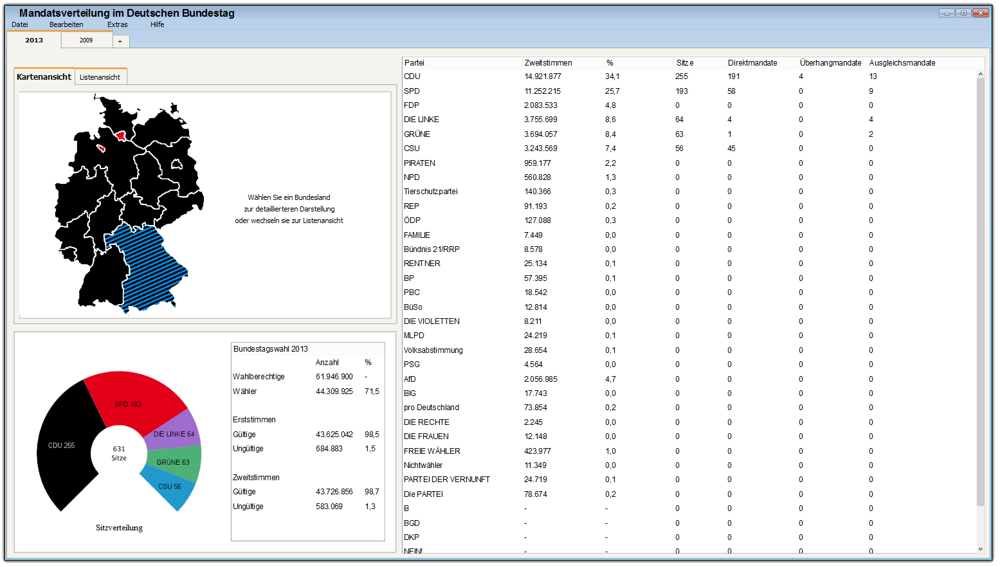 Mandatsverteilung im Deutschen Bundestag
Datei Bearbeiten Extras Hilfe
2013 2009 +
Kartenansicht Listenansicht
Wählen Sie ein Bundesland
zur detaillierteren Darstellung
oder wechseln sie zur Listenansicht
CDU 255
SPD 193
DIE LINKE 64
GRÜNE 63
CSU 56
631
Sitze
Sitzverteilung
Bundestagswahl 2013
Anzahl %
Wahlberechtige 61.946.900 -
Wähler 44.309.925 71,5
Erststimmen
Gültige 43.625.042 98,5
Ungültige 684.883 1,5
Zweitstimmen
Gültige 43.726.856 98,7
Ungültige 583.069 1,3
Partei Zweitstimmen % Sitze Direktmandate Überhangmandate Ausgleichsmandate
CDU 14.921.877 34,1 255 191 4 13
SPD 11.252.215 25,7 193 58 0 9
FDP 2.083.533 4,8 0 0 0 0
DIE LINKE 3.755.699 8,6 64 4 0 4
GRÜNE 3.694.057 8,4 63 1 0 2
CSU 3.243.569 7,4 56 45 0 0
PIRATEN 959.177 2,2 0 0 0 0
NPD 560.828 1,3 0 0 0 0
Tierschutzpartei 140.366 0,3 0 0 0 0
REP 91.193 0,2 0 0 0 0
ÖDP 127.088 0,3 0 0 0 0
FAMILIE 7.449 0,0 0 0 0 0
Bündnis 21/RRP 8.578 0,0 0 0 0 0
RENTNER 25.134 0,1 0 0 0 0
BP 57.395 0,1 0 0 0 0
PBC 18.542 0,0 0 0 0 0
BüSo 12.814 0,0 0 0 0 0
DIE VIOLETTEN 8.211 0,0 0 0 0 0
MLPD 24.219 0,1 0 0 0 0
Volksabstimmung 28.654 0,1 0 0 0 0
PSG 4.564 0,0 0 0 0 0
AfD 2.056.985 4,7 0 0 0 0
BIG 17.743 0,0 0 0 0 0
pro Deutschland 73.854 0,2 0 0 0 0
DIE RECHTE 2.245 0,0 0 0 0 0
DIE FRAUEN 12.148 0,0 0 0 0 0
FREIE WÄHLER 423.977 1,0 0 0 0 0
Nichtwähler 11.349 0,0 0 0 0 0
PARTEI DER VERNUNFT 24.719 0,1 0 0 0 0
Die PARTEI 78.674 0,2 0 0 0 0
B - - 0 0 0 0
BGD - - 0 0 0 0
DKP - - 0 0 0 0
NEIN! - - 0 0 0 0